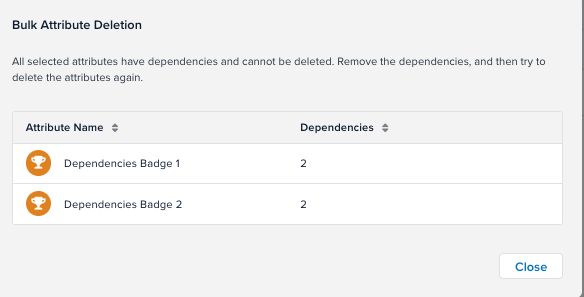 Bulk Attribute Deletion
All selected attributes have dependencies and cannot be deleted. Remove the dependencies, and then try to
delete the attributes again.
Attribute Name Dependencies
Dependencies Badge 1 2
Dependencies Badge 2 2
Close